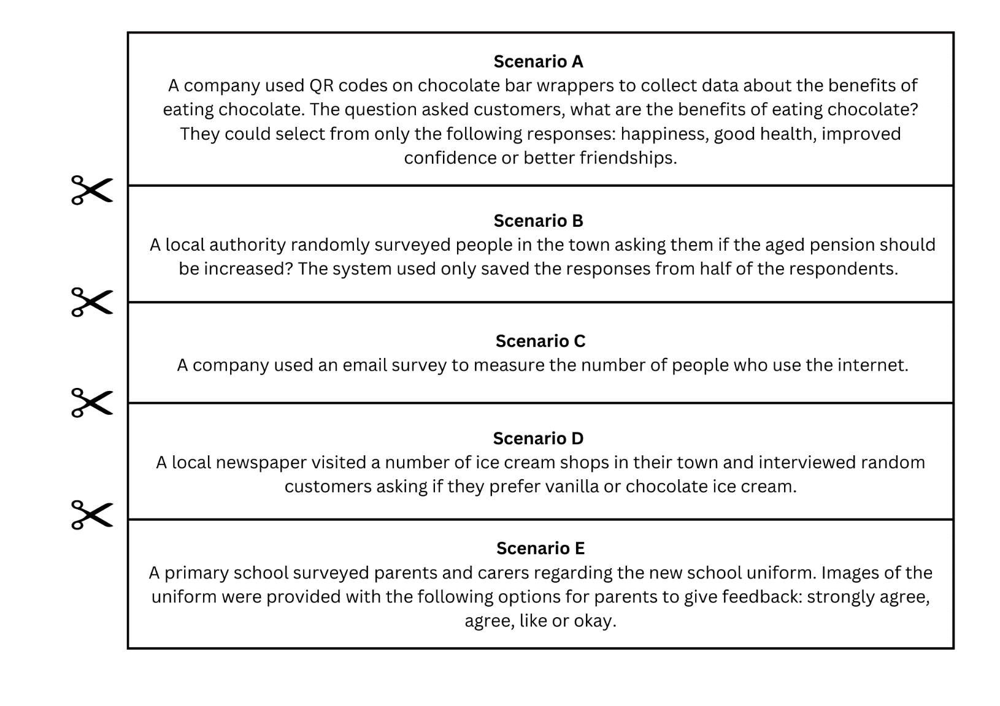 Scenario A
A company used QR codes on chocolate bar wrappers to collect data about the benefits of
eating chocolate. The question asked customers, what are the benefits of eating chocolate?
They could select from only the following responses: happiness, good health, improved
confidence or better friendships.
Scenario B
A local authority randomly surveyed people in the town asking them if the aged pension should
be increased? The system used only saved the responses from half of the respondents.
Scenario C
A company used an email survey to measure the number of people who use the internet.
Scenario D
A local newspaper visited a number of ice cream shops in their town and interviewed random
customers asking if they prefer vanilla or chocolate ice cream.
Scenario E
A primary school surveyed parents and carers regarding the new school uniform. Images of the
uniform were provided with the following options for parents to give feedback: strongly agree,
agree, like or okay.